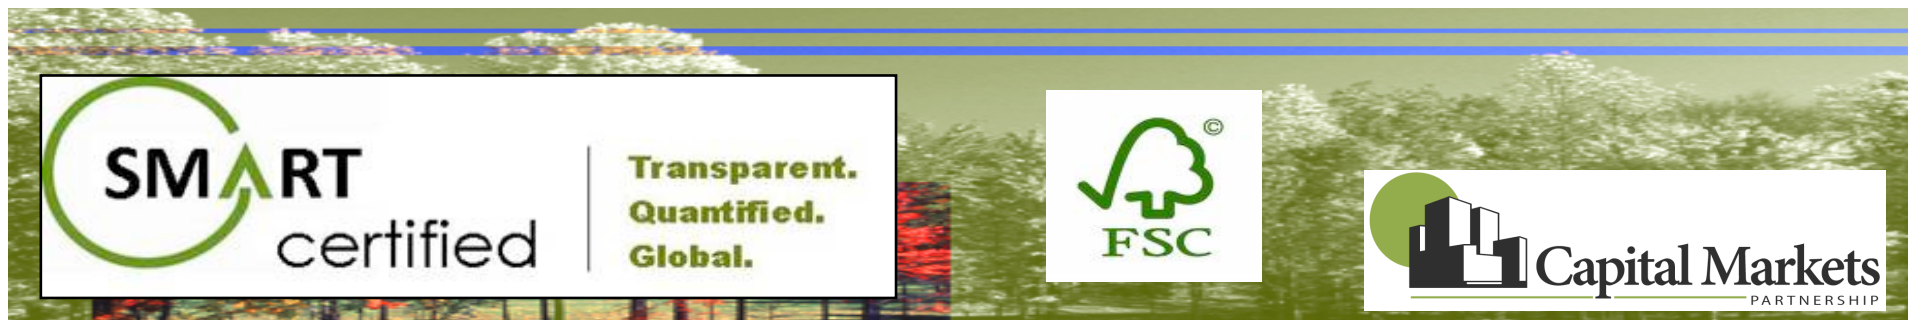 SMART
certified
Transparent.
Quantified.
Global.
©
FSC
Capital Markets
PARTNERSHIP